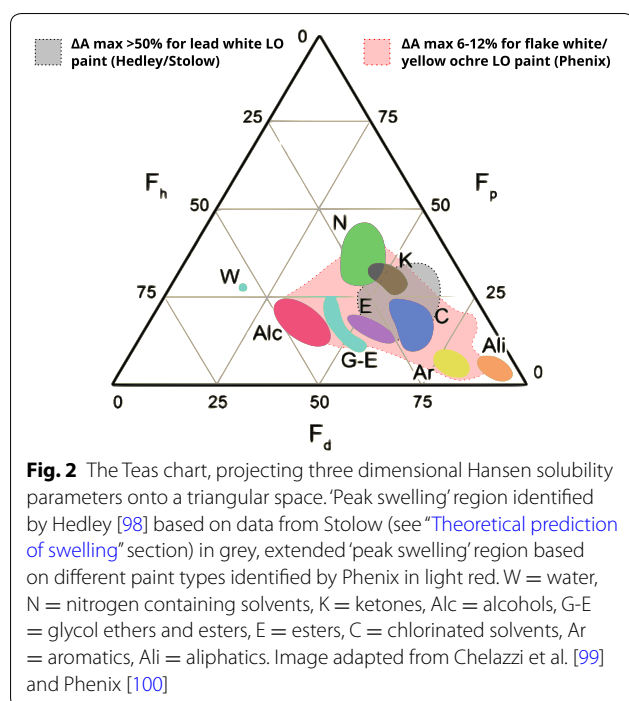 0
ΔA max >50% for lead white LO
paint (Hedley/Stolow)
ΔA max 6-12% for flake white/
yellow ochre LO paint (Phenix)
25
75
Fh
Fp
50
50
N
K
W
75
25
E
C
Alc
G-E
Ar
Ali
0
0
25
50
75
Fd
Fig. 2 The Teas chart, projecting three dimensional Hansen solubility
parameters onto a triangular space. ‘Peak swelling’ region identified
by Hedley [98] based on data from Stolow (see “Theoretical prediction
of swelling” section) in grey, extended ‘peak swelling’ region based
on different paint types identified by Phenix in light red. W = water,
N = nitrogen containing solvents, K = ketones, Alc = alcohols, G-E
= glycol ethers and esters, E = esters, C = chlorinated solvents, Ar
= aromatics, Ali = aliphatics. Image adapted from Chelazzi et al. [99]
and Phenix [100]